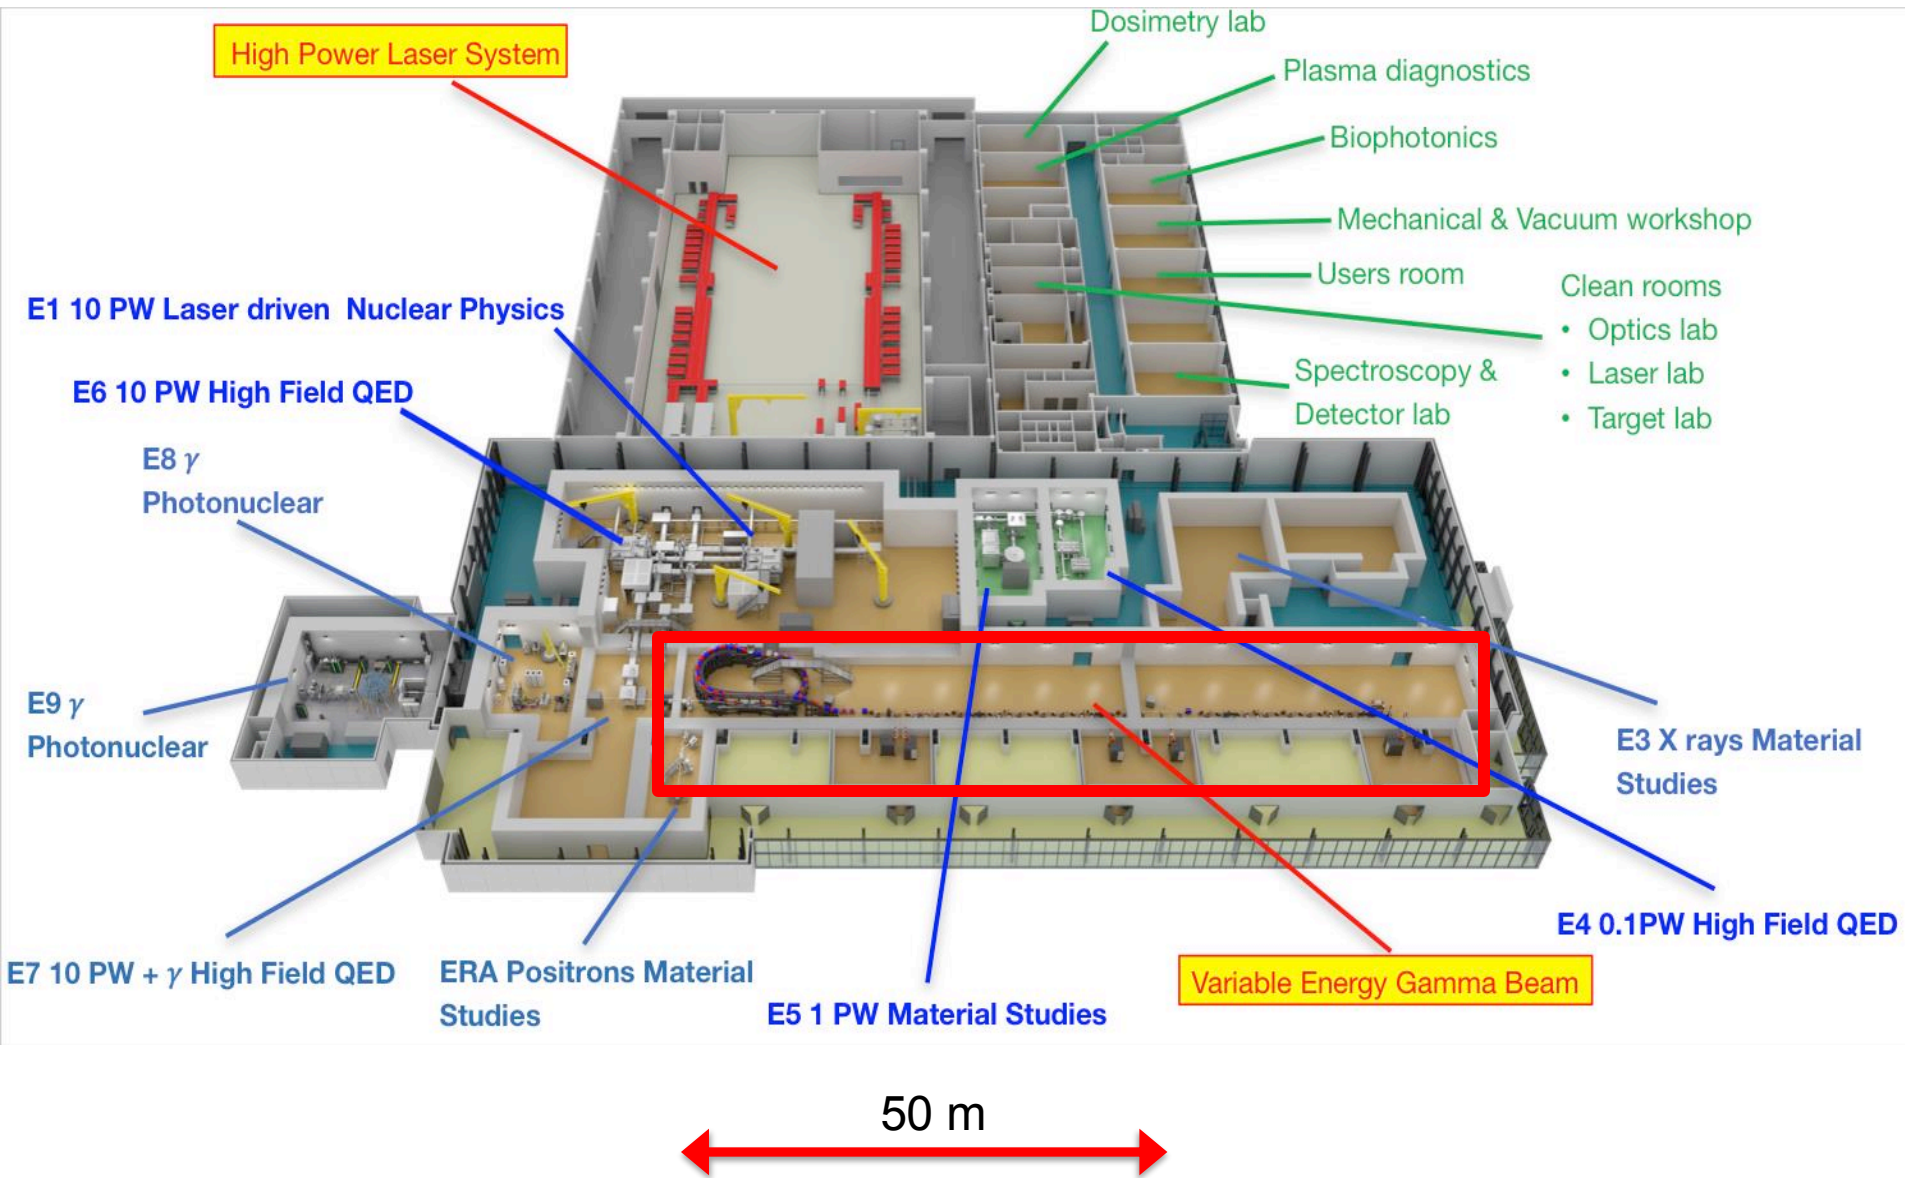 Dosimetry lab
High Power Laser System
Plasma diagnostics
Biophotonics
Mechanical & Vacuum workshop
Users room
Clean rooms
• Optics lab
• Laser lab
• Target lab
E1 10 PW Laser driven Nuclear Physics
Spectroscopy &
Detector lab
E6 10 PW High Field QED
E8 γ
Photonuclear
E9 γ
Photonuclear
E3 X rays Material
Studies
E4 0.1PW High Field QED
E7 10 PW + γ High Field QED
ERA Positrons Material
Studies
E5 1 PW Material Studies
Variable Energy Gamma Beam
50 m